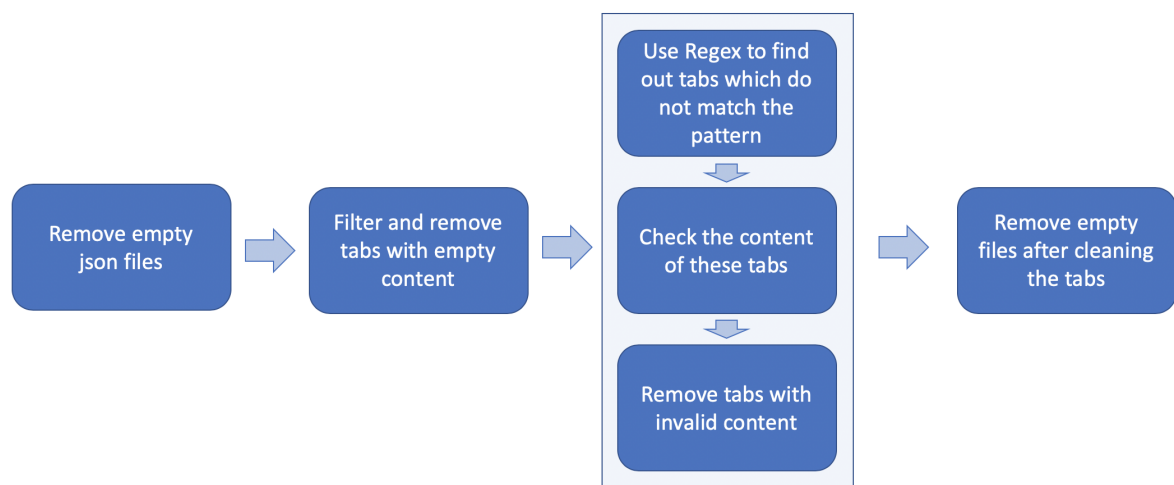 Remove empty
json files
Filter and remove
tabs with empty
content
Use Regex to find
out tabs which do
not match the
pattern
Check the content
of these tabs
Remove tabs with
invalid content
Remove empty
files after cleaning
the tabs